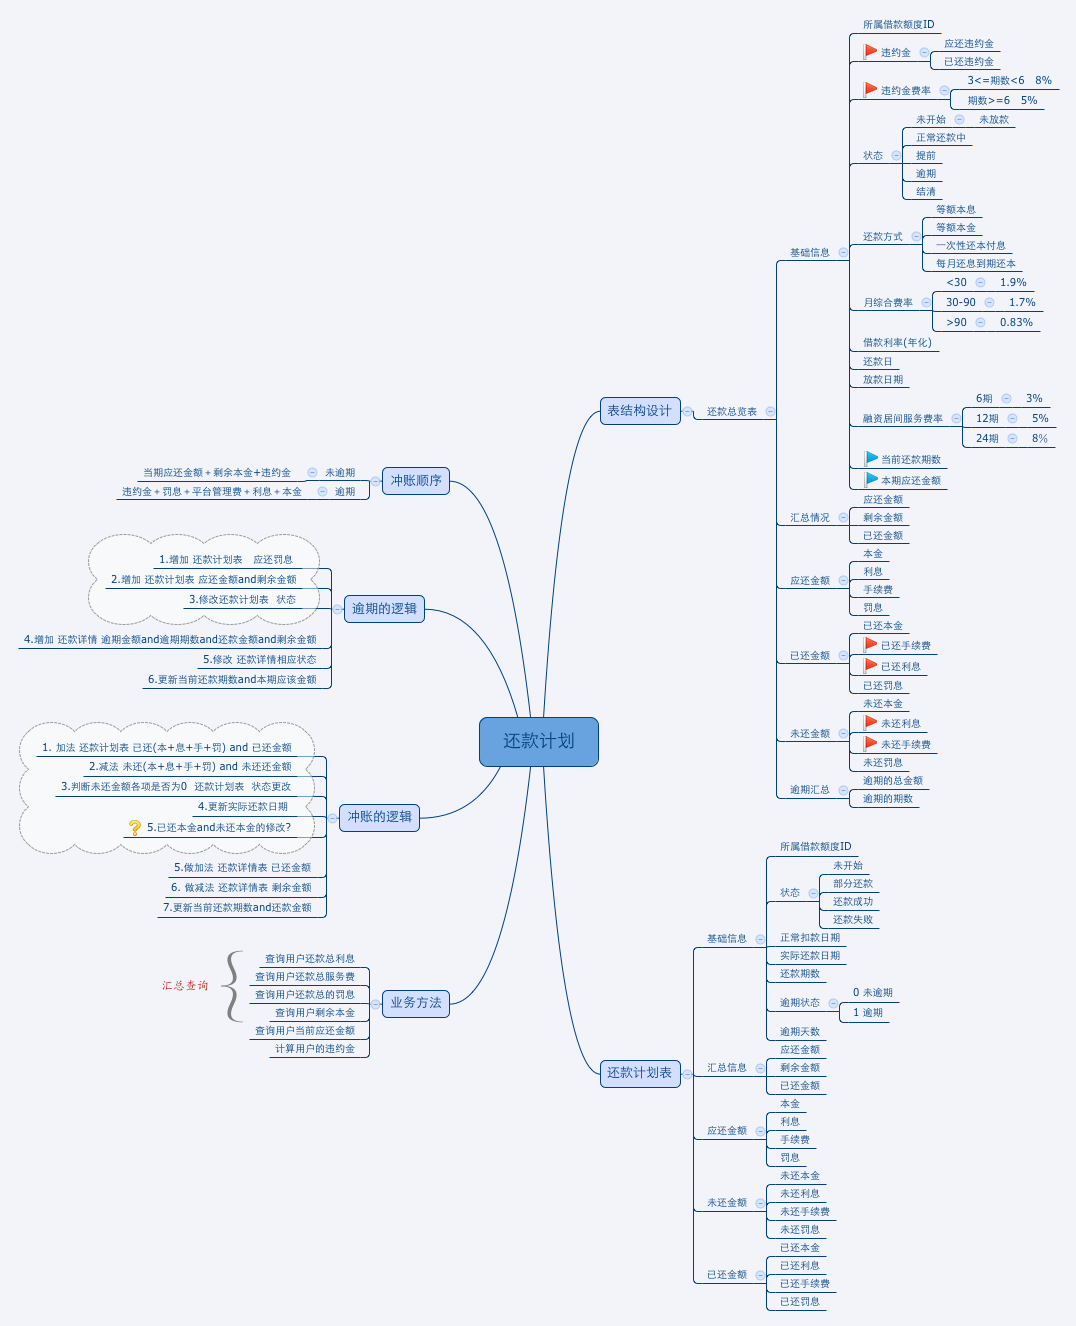 还款计划
表结构设计
还款总览表
基础信息
所属借款额度ID
违约金
应还违约金
已还违约金
违约金费率
3<=期数<6 8%
期数>=6 5%
状态
未开始
未放款
正常还款中
提前
逾期
结清
还款方式
等额本息
等额本金
一次性还本付息
每月还息到期还本
月综合费率
<30
1.9%
30-90
1.7%
>90
0.83%
借款利率(年化)
还款日
放款日期
融资居间服务费率
6期
3%
12期
5%
24期
8%
当前还款期数
本期应还金额
汇总情况
应还金额
剩余金额
已还金额
应还金额
本金
利息
手续费
罚息
已还金额
已还本金
已还手续费
已还利息
已还罚息
未还金额
未还本金
未还利息
未还手续费
未还罚息
逾期汇总
逾期的总金额
逾期的期数
还款计划表
基础信息
所属借款额度ID
状态
未开始
部分还款
还款成功
还款失败
正常扣款日期
实际还款日期
还款期数
逾期状态
0 未逾期
1 逾期
逾期天数
汇总信息
应还金额
剩余金额
已还金额
应还金额
本金
利息
手续费
罚息
未还金额
未还本金
未还利息
未还手续费
未还罚息
已还金额
已还本金
已还利息
已还手续费
已还罚息
冲账顺序
未逾期
当期应还金额+剩余本金+违约金
逾期
违约金+罚息+平台管理费+利息+本金
逾期的逻辑
1.增加 还款计划表 应还罚息
2.增加 还款计划表 应还金额and剩余金额
3.修改还款计划表 状态
4.增加 还款详情 逾期金额and逾期期数and还款金额and剩余金额
5.修改 还款详情相应状态
6.更新当前还款期数and本期应该金额
冲账的逻辑
1. 加法 还款计划表 已还(本+息+手+罚) and 已还金额
2.减法 未还(本+息+手+罚) and 未还还金额
3.判断未还金额各项是否为0 还款计划表 状态更改
4.更新实际还款日期
5.已还本金and未还本金的修改?
5.做加法 还款详情表 已还金额
6. 做减法 还款详情表 剩余金额
7.更新当前还款期数and还款金额
业务方法
汇总查询
查询用户还款总利息
查询用户还款总服务费
查询用户还款总的罚息
查询用户剩余本金
查询用户当前应还金额
计算用户的违约金